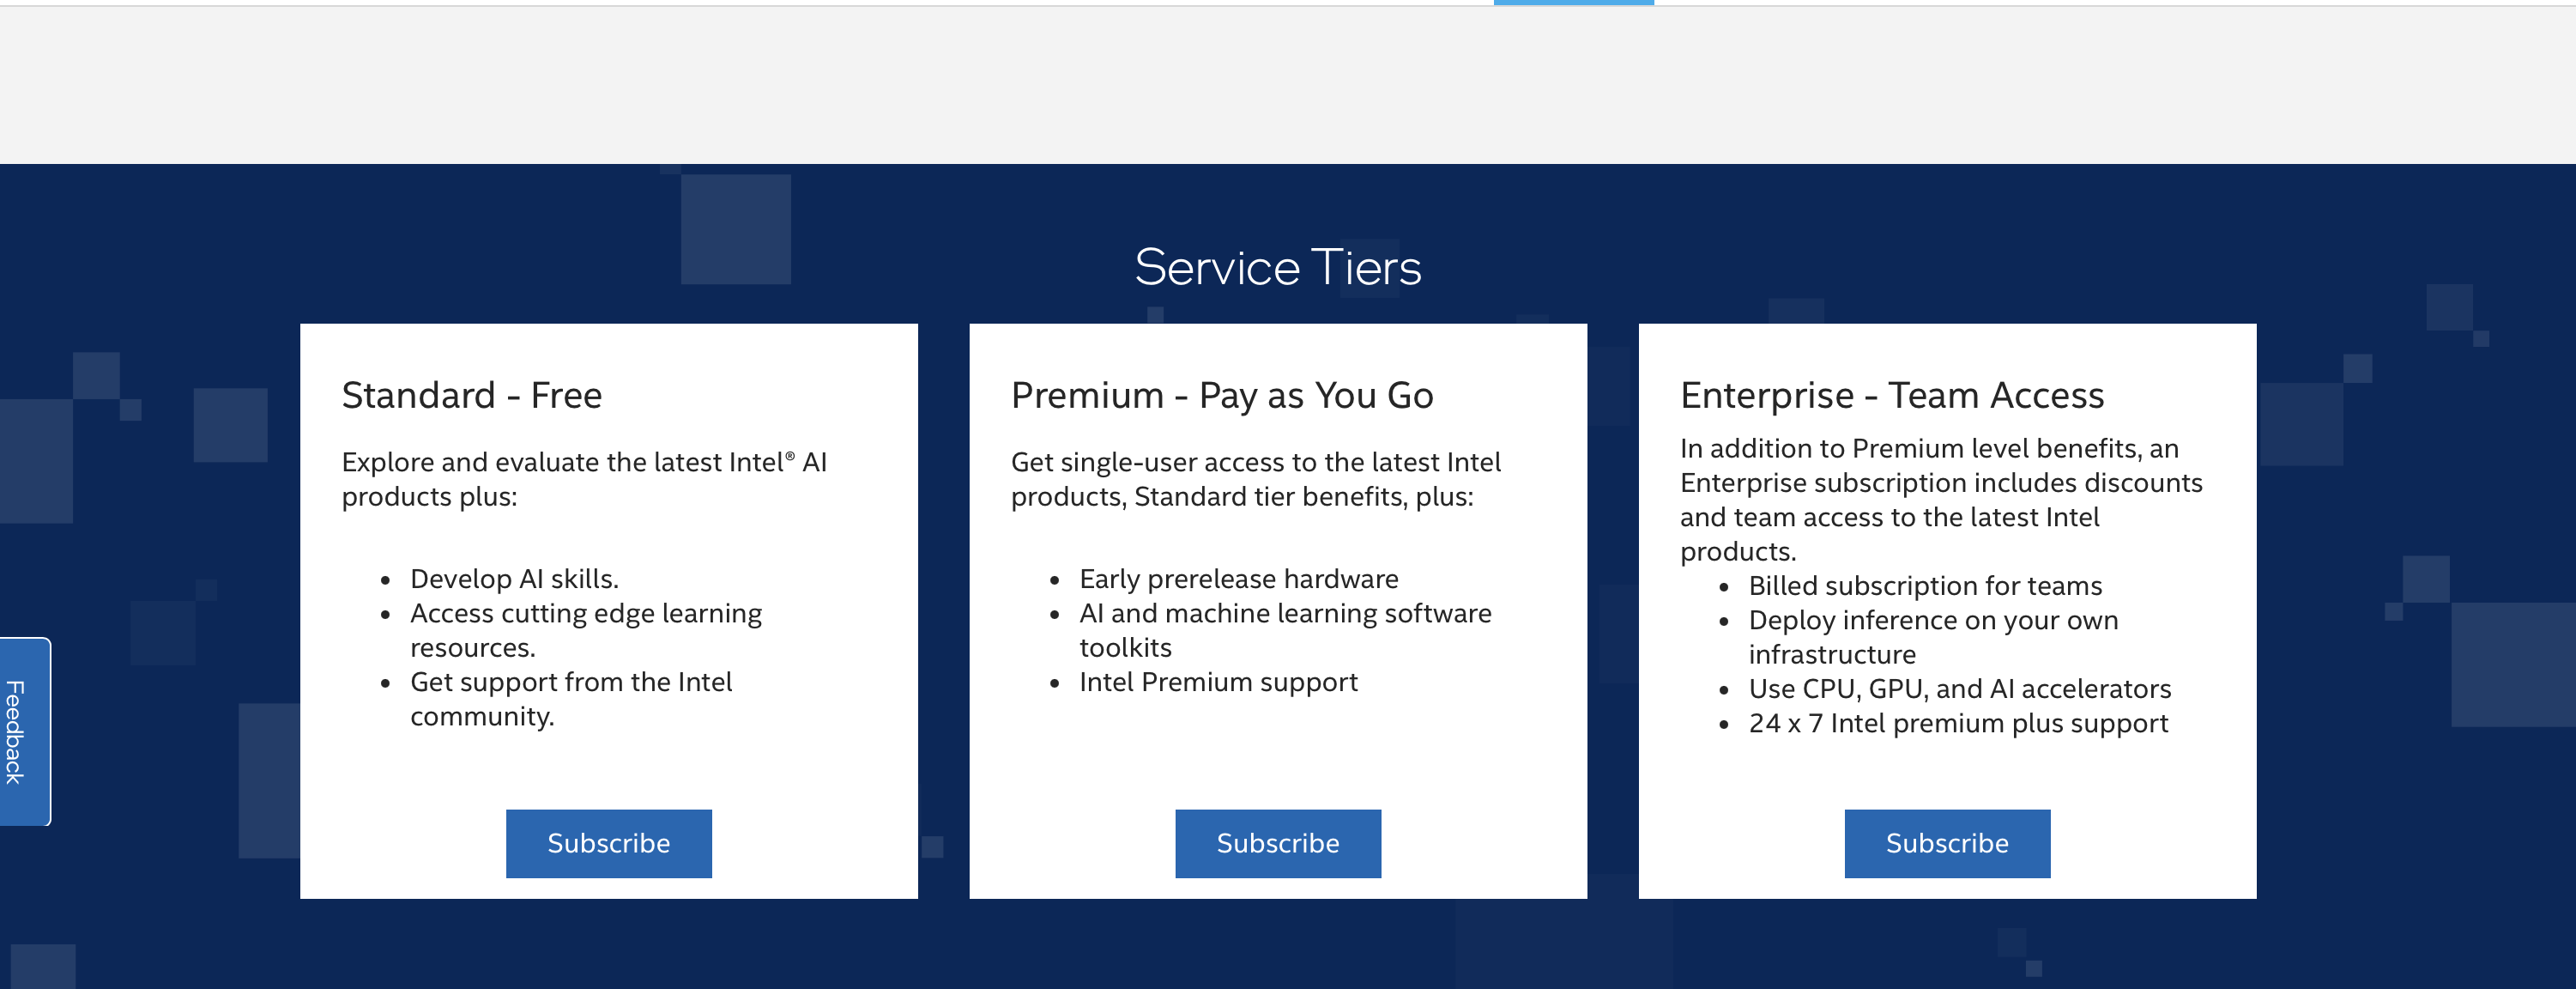 Service Tiers
Standard - Free
Explore and evaluate the latest Intel® AI
products plus:
• Develop AI skills.
• Access cutting edge learning
resources.
• Get support from the Intel
community.
Subscribe
Premium - Pay as You Go
Get single-user access to the latest Intel
products, Standard tier benefits, plus:
• Early prerelease hardware
• AI and machine learning software
toolkits
• Intel Premium support
Subscribe
Enterprise - Team Access
In addition to Premium level benefits, an
Enterprise subscription includes discounts
and team access to the latest Intel
products.
• Billed subscription for teams
• Deploy inference on your own
infrastructure
• Use CPU, GPU, and AI accelerators
• 24 x 7 Intel premium plus support
Subscribe
Feedback